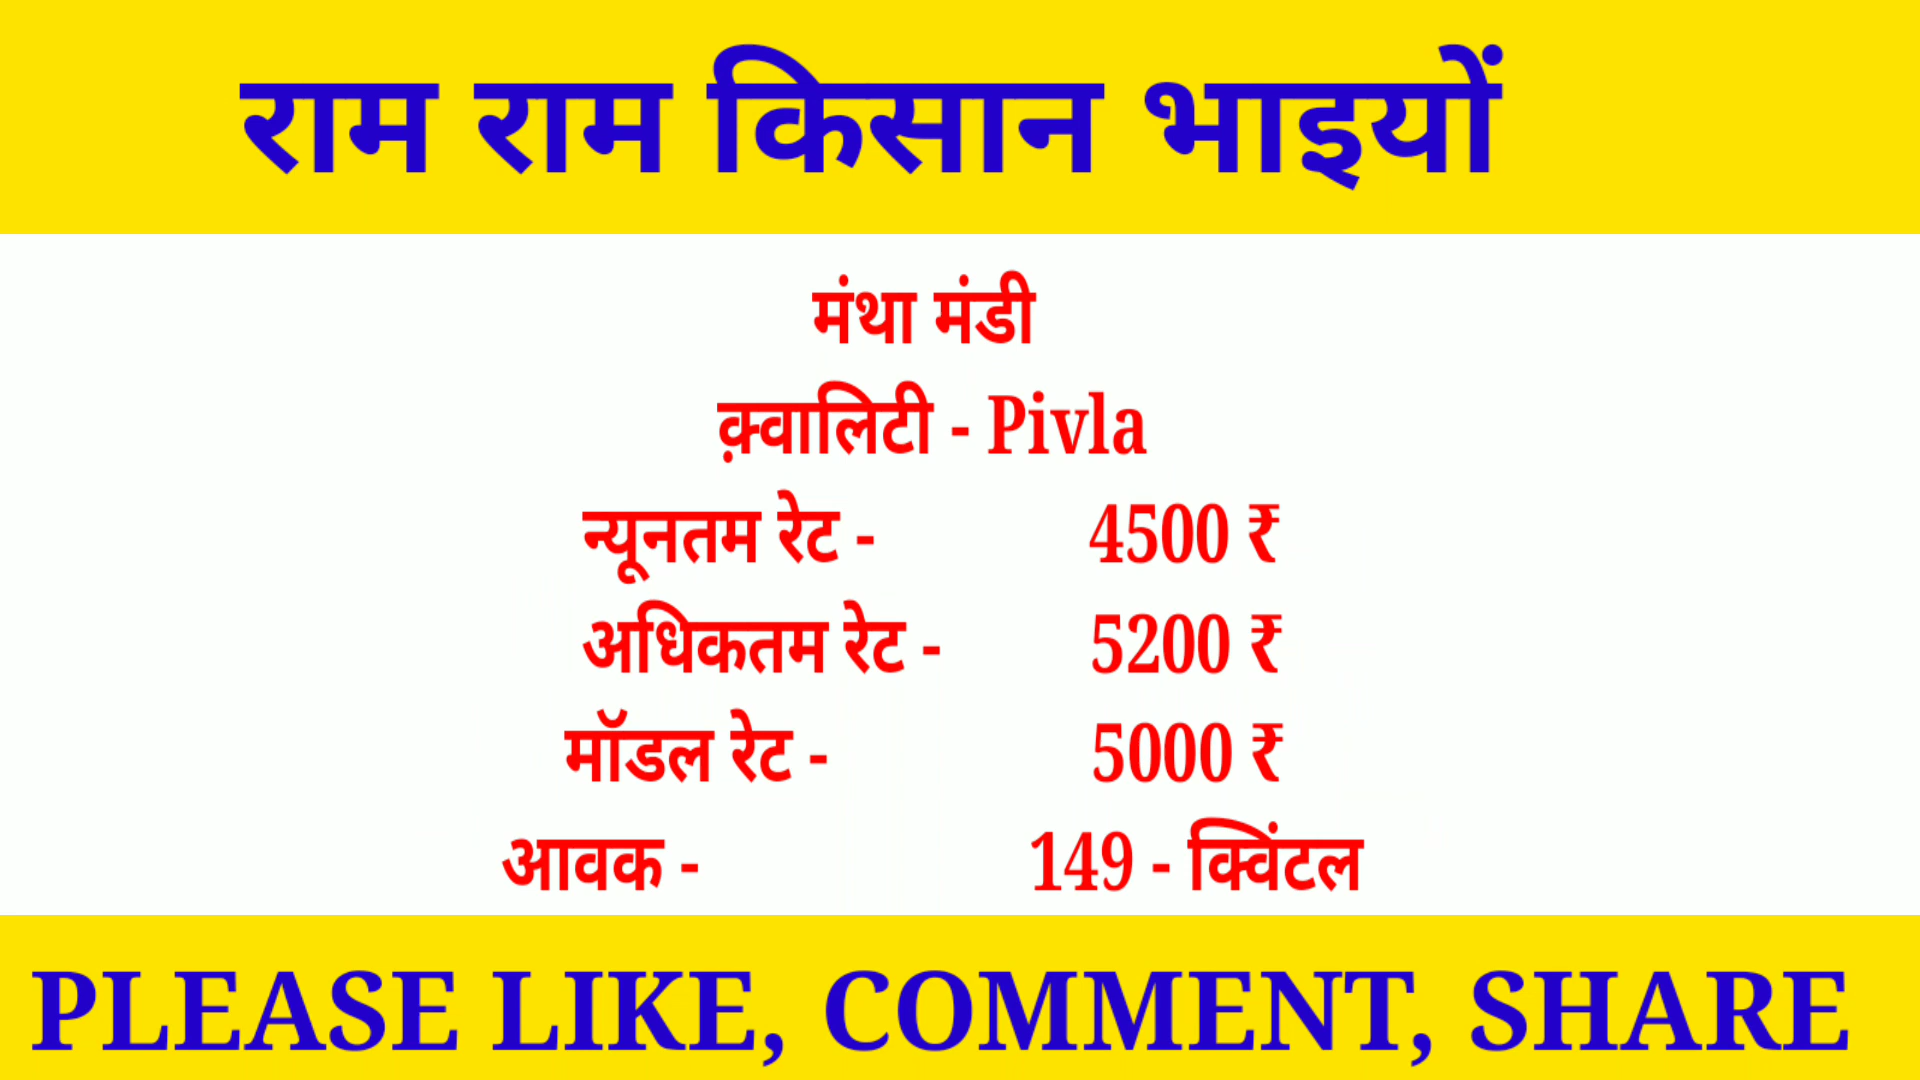 राम राम किसान भाइयों
मंथा मंडी
क़्वालिटी - Pivla
न्यूनतम रेट - 4500 ₹
अधिकतम रेट - 5200 ₹
मॉडल रेट - 5000 ₹
आवक - 149 - क्विंटल
PLEASE LIKE, COMMENT, SHARE